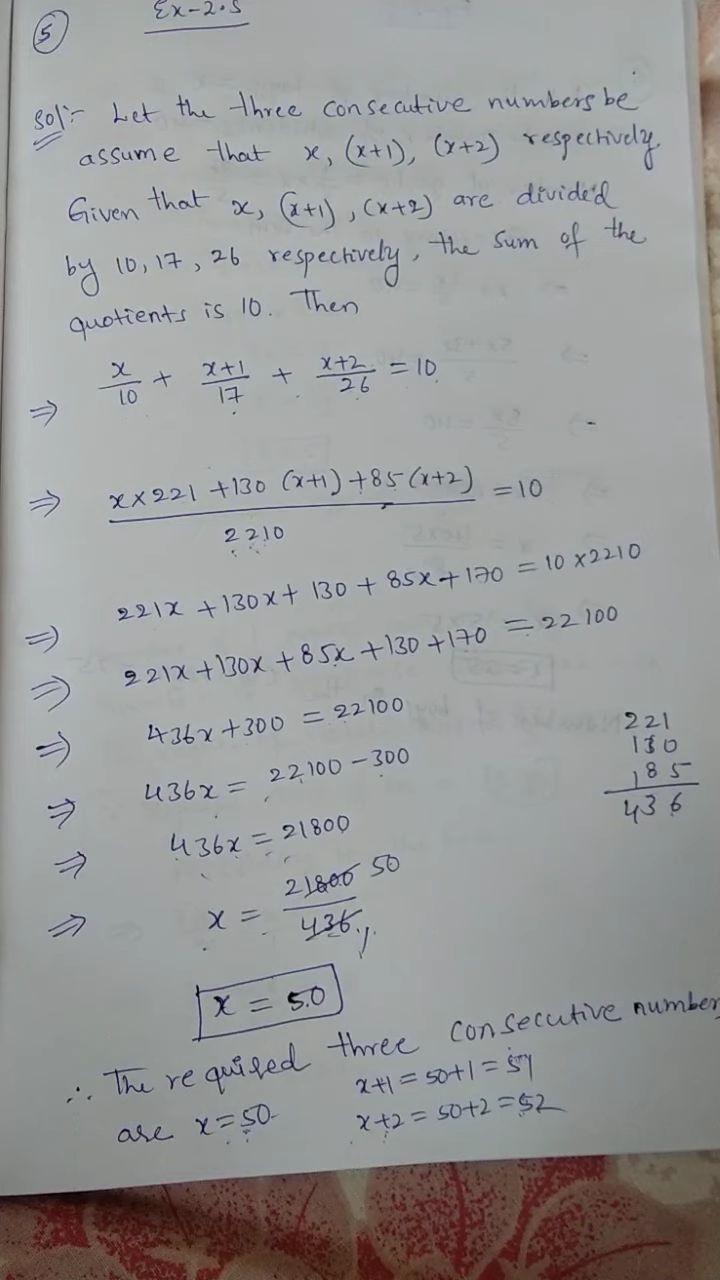 5
Ex-2.5
Sol:- Let the three consecutive numbers be
assume that x, (x+1), (x+2) respectively.
Given that x, (x+1), (x+2) are divided
by 10, 17, 26 respectively, the sum of the
quotients is 10. Then
⇒ x/10 + x+1/17 + x+2/26 = 10
⇒ x×221 +130 (x+1) +85(x+2)/2210 = 10
⇒ 221x +130x+ 130 + 85x+170 = 10×2210
⇒ 221x+130x+85x+130+170 = 22100
⇒ 436x+300 = 22100
⇒ 436x = 22100-300
⇒ 436x = 21800
⇒ x = 21800/436 50
221
130
185
436
x = 50
∴ The required three consecutive number
are x=50 x+1=50+1=51
x+2=50+2=52